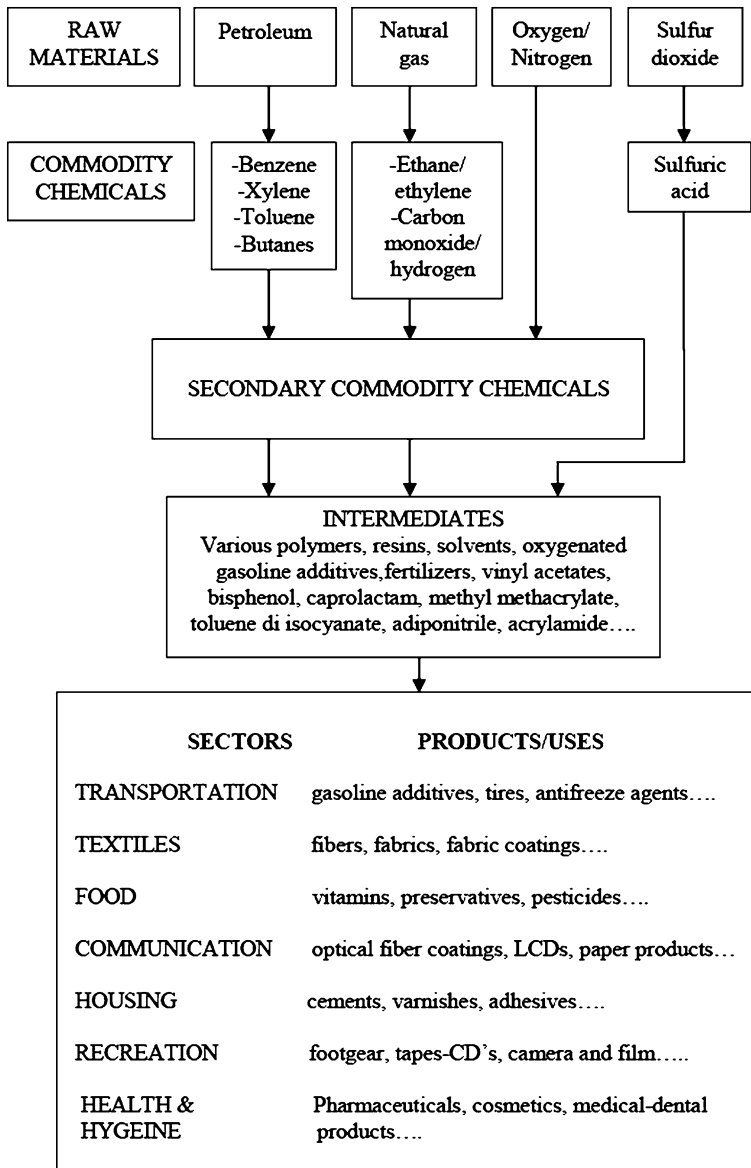 RAW
MATERIALS
Petroleum
Natural
gas
Oxygen/
Nitrogen
Sulfur
dioxide
COMMODITY
CHEMICALS
-Benzene
-Xylene
-Toluene
-Butanes
-Ethane/
ethylene
-Carbon
monoxide/
hydrogen
Sulfuric
acid
SECONDARY COMMODITY CHEMICALS
INTERMEDIATES
Various polymers, resins, solvents, oxygenated
gasoline additives,fertilizers, vinyl acetates,
bisphenol, caprolactam, methyl methacrylate,
toluene di isocyanate, adiponitrile, acrylamide….
SECTORS PRODUCTS/USES
TRANSPORTATION gasoline additives, tires, antifreeze agents….
TEXTILES fibers, fabrics, fabric coatings….
FOOD vitamins, preservatives, pesticides….
COMMUNICATION optical fiber coatings, LCDs, paper products…
HOUSING cements, varnishes, adhesives….
RECREATION footgear, tapes-CD’s, camera and film…..
HEALTH & Pharmaceuticals, cosmetics, medical-dental
HYGEINE products….